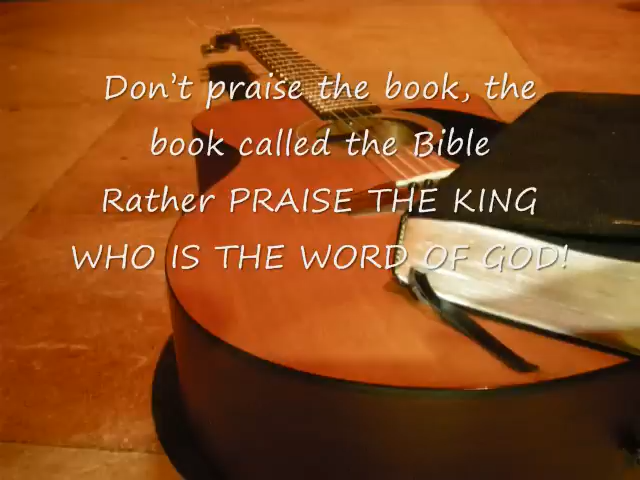 Don't praise the book, the
book called the Bible
Rather PRAISE THE KING
WHO IS THE WORD OF GOD!